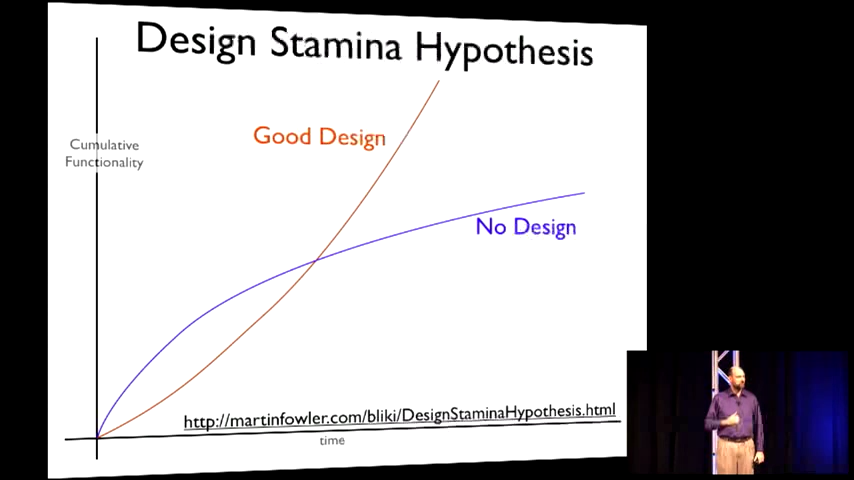 Design Stamina Hypothesis
Good Design
Cumulative
Functionality
No Design
http://martinfowler.com/bliki/DesignStaminaHypothesis.html
time